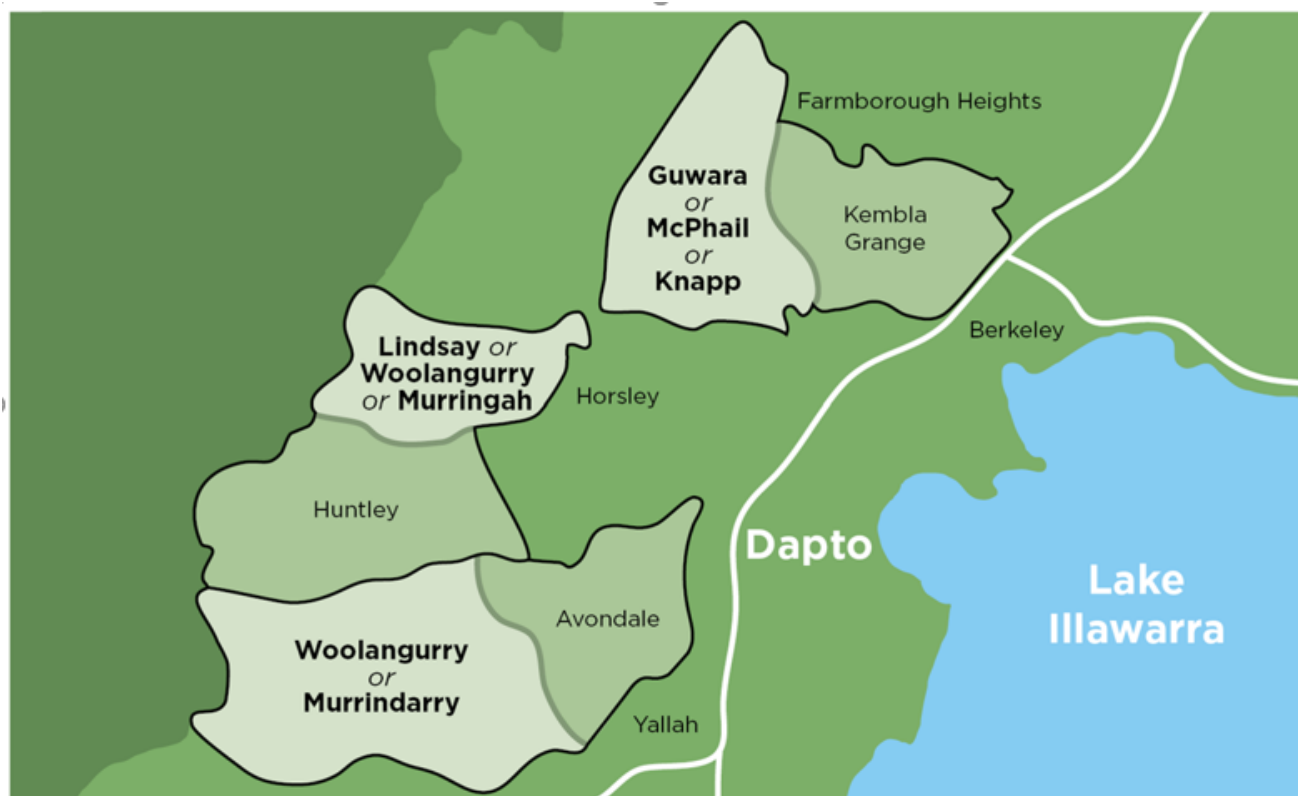 Farmborough Heights
Guwara
or
McPhail
or
Knapp
Kembla
Grange
Berkeley
Lindsay or
Woolangurry
or Murringah
Horsley
Huntley
Dapto
Lake
Illawarra
Avondale
Woolangurry
or
Murrindarry
Yallah